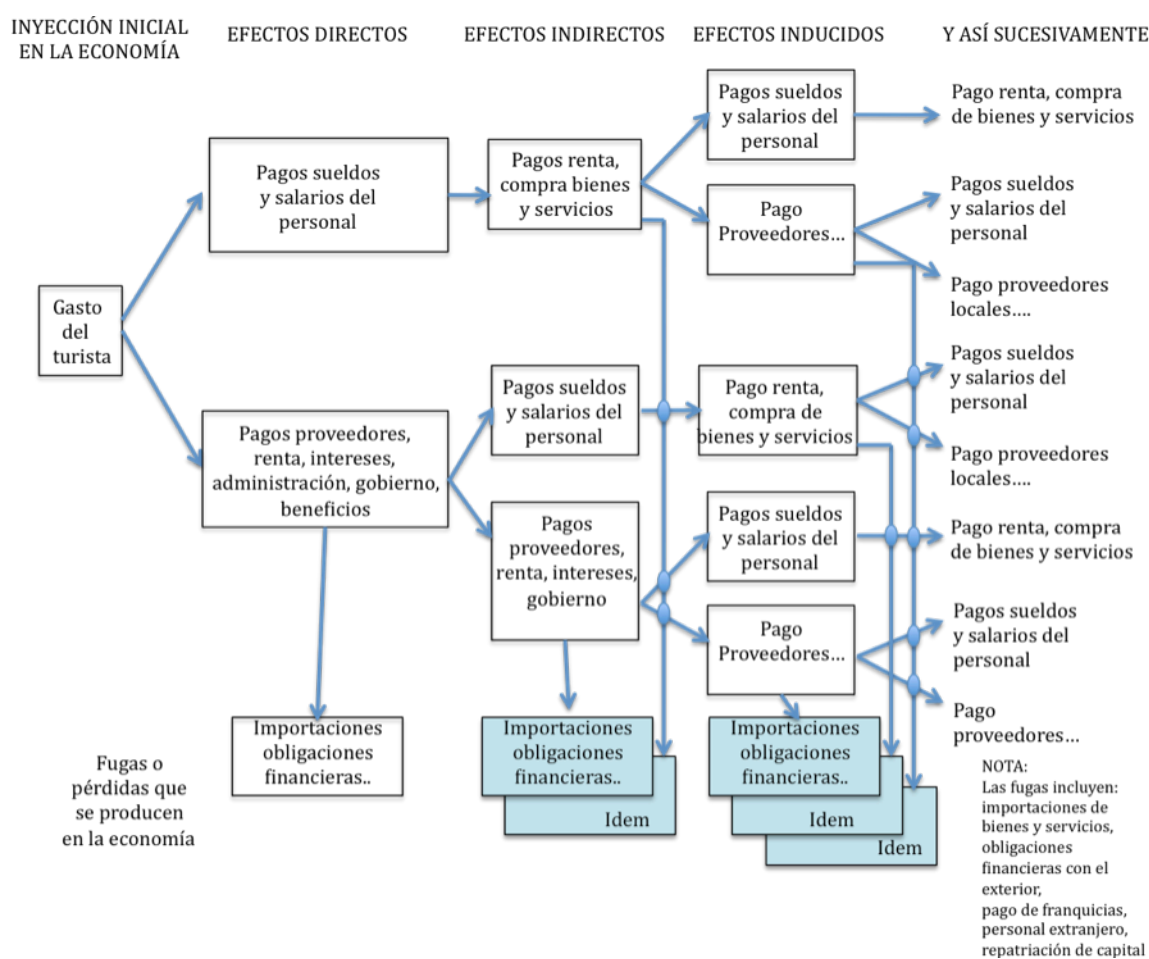 INYECCIÓN INICIAL
EN LA ECONOMÍA
EFECTOS DIRECTOS
EFECTOS INDIRECTOS
EFECTOS INDUCIDOS
Y ASÍ SUCESIVAMENTE
Gasto
del
turista
Pagos sueldos
y salarios del
personal
Pagos proveedores,
renta, intereses,
administración, gobierno,
beneficios
Importaciones
obligaciones
financieras..
Pagos renta,
compra bienes
y servicios
Pagos sueldos
y salarios del
personal
Pagos
proveedores,
renta, intereses,
gobierno
Importaciones
obligaciones
financieras..
Idem
Pagos sueldos
y salarios del
personal
Pago
Proveedores…
Pago renta,
compra de
bienes y servicios
Pagos sueldos
y salarios del
personal
Pago
Proveedores…
Importaciones
obligaciones
financieras..
Idem
Idem
Pago renta, compra
de bienes y servicios
Pagos sueldos
y salarios del
personal
Pago proveedores
locales….
Pagos sueldos
y salarios del
personal
Pago proveedores
locales….
Pago renta, compra
de bienes y servicios
Pagos sueldos
y salarios del
personal
Pago
proveedores…
Fugas o
pérdidas que
se producen
en la economía
NOTA:
Las fugas incluyen:
importaciones de
bienes y servicios,
obligaciones
financieras con el
exterior,
pago de franquicias,
personal extranjero,
repatriación de capital